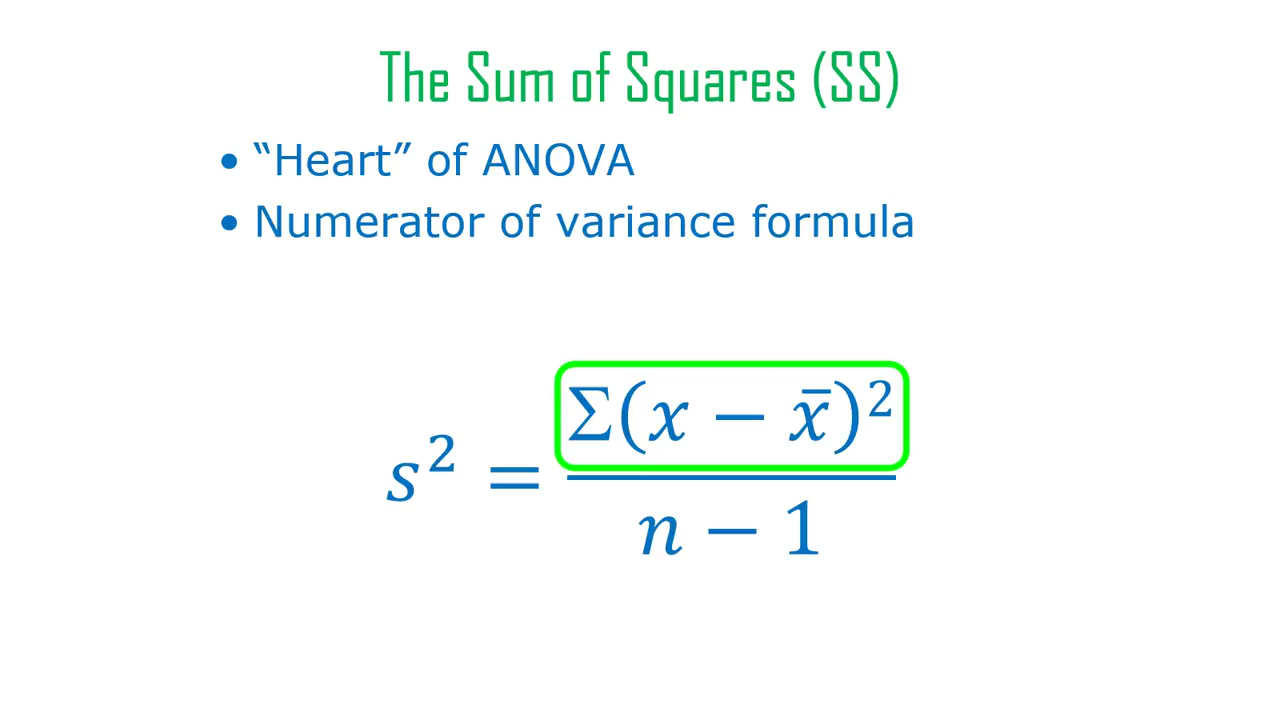 The Sum of Squares (SS)
• “Heart” of ANOVA
• Numerator of variance formula
s² = Σ(x − x̄)² / n − 1